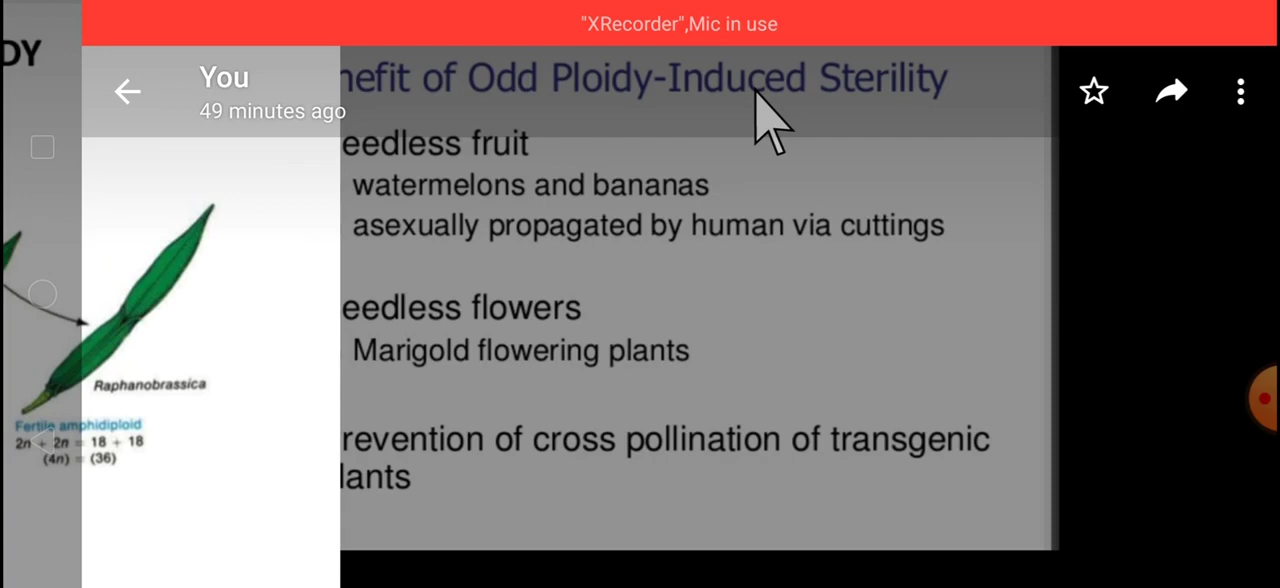 "XRecorder",Mic in use
DY
You
49 minutes ago
nefit of Odd Ploidy-Induced Sterility
eedless fruit
watermelons and bananas
asexually propagated by human via cuttings
eedless flowers
Marigold flowering plants
revention of cross pollination of transgenic
lants
Raphanobrassica
Fertile amphidiploid
2n + 2n = 18 + 18
(4n) = (36)